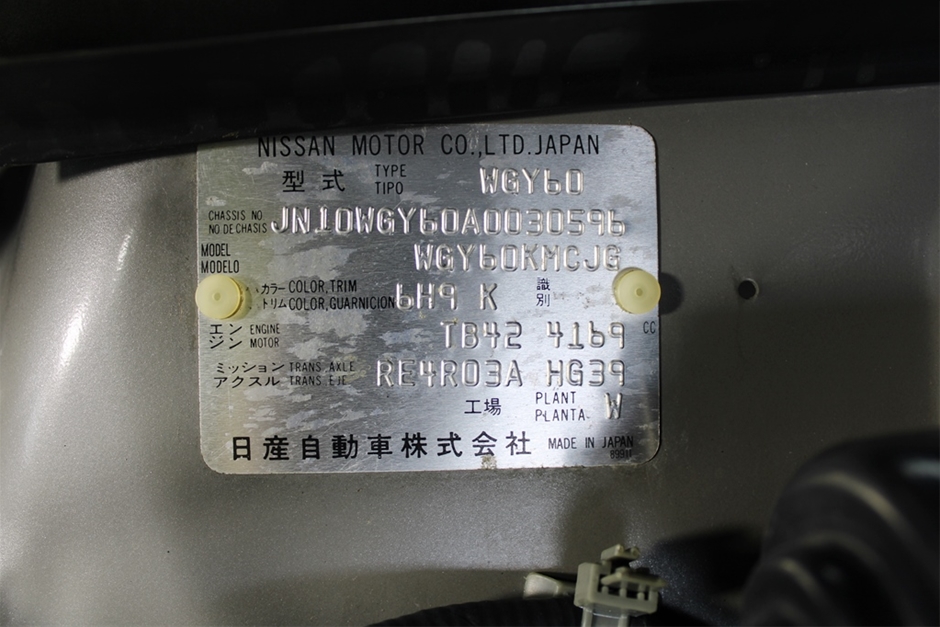 NISSAN MOTOR CO.,LTD.JAPAN
型式 TYPE TIPO WGY60
CHASSIS NO. NO.DE CHASIS JN10WGY60A0030596
MODEL MODELO WGY60KMCJG
カラー COLOR,TRIM
トリム COLOR,GUARNICION 6H9 K 識別
エンジン ENGINE MOTOR TB42 4169 CC
ミッション TRANS.AXLE
アクスル TRANS.EJE RE4R03A HG39
工場 PLANT PLANTA W
日産自動車株式会社 MADE IN JAPAN